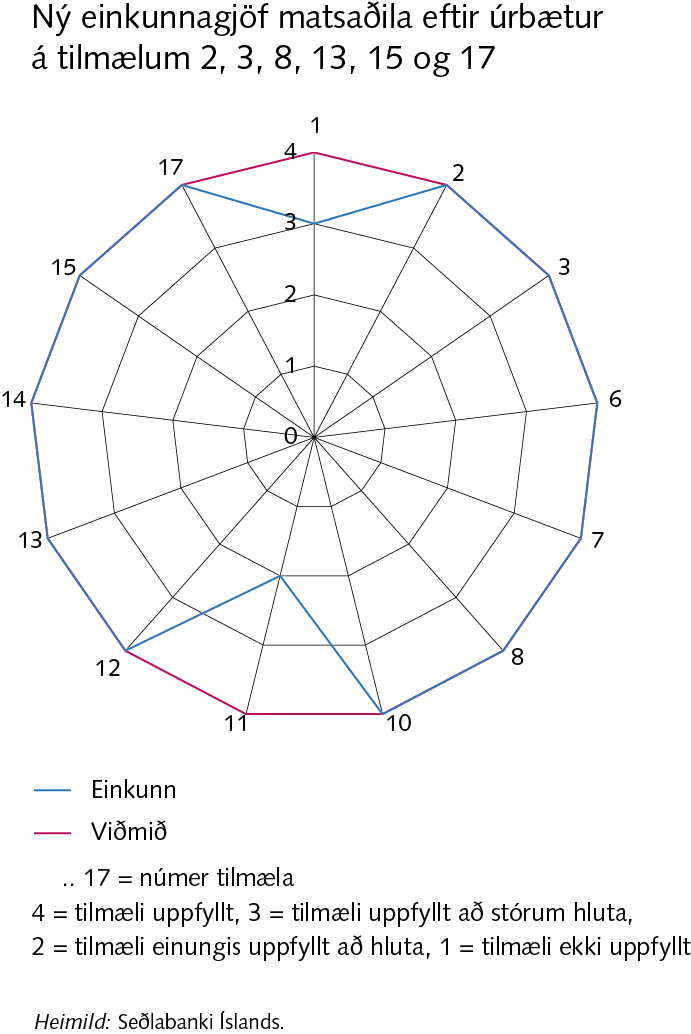 Ný einkunnagjöf matsaðila eftir úrbætur
á tilmælum 2, 3, 8, 13, 15 og 17
1
4
17
2
3
15
3
2
1
14
6
0
13
7
12
8
11
10
Einkunn
Viðmið
.. 17 = númer tilmæla
4 = tilmæli uppfyllt, 3 = tilmæli uppfyllt að stórum hluta,
2 = tilmæli einungis uppfyllt að hluta, 1 = tilmæli ekki uppfyllt
Heimild: Seðlabanki Íslands.